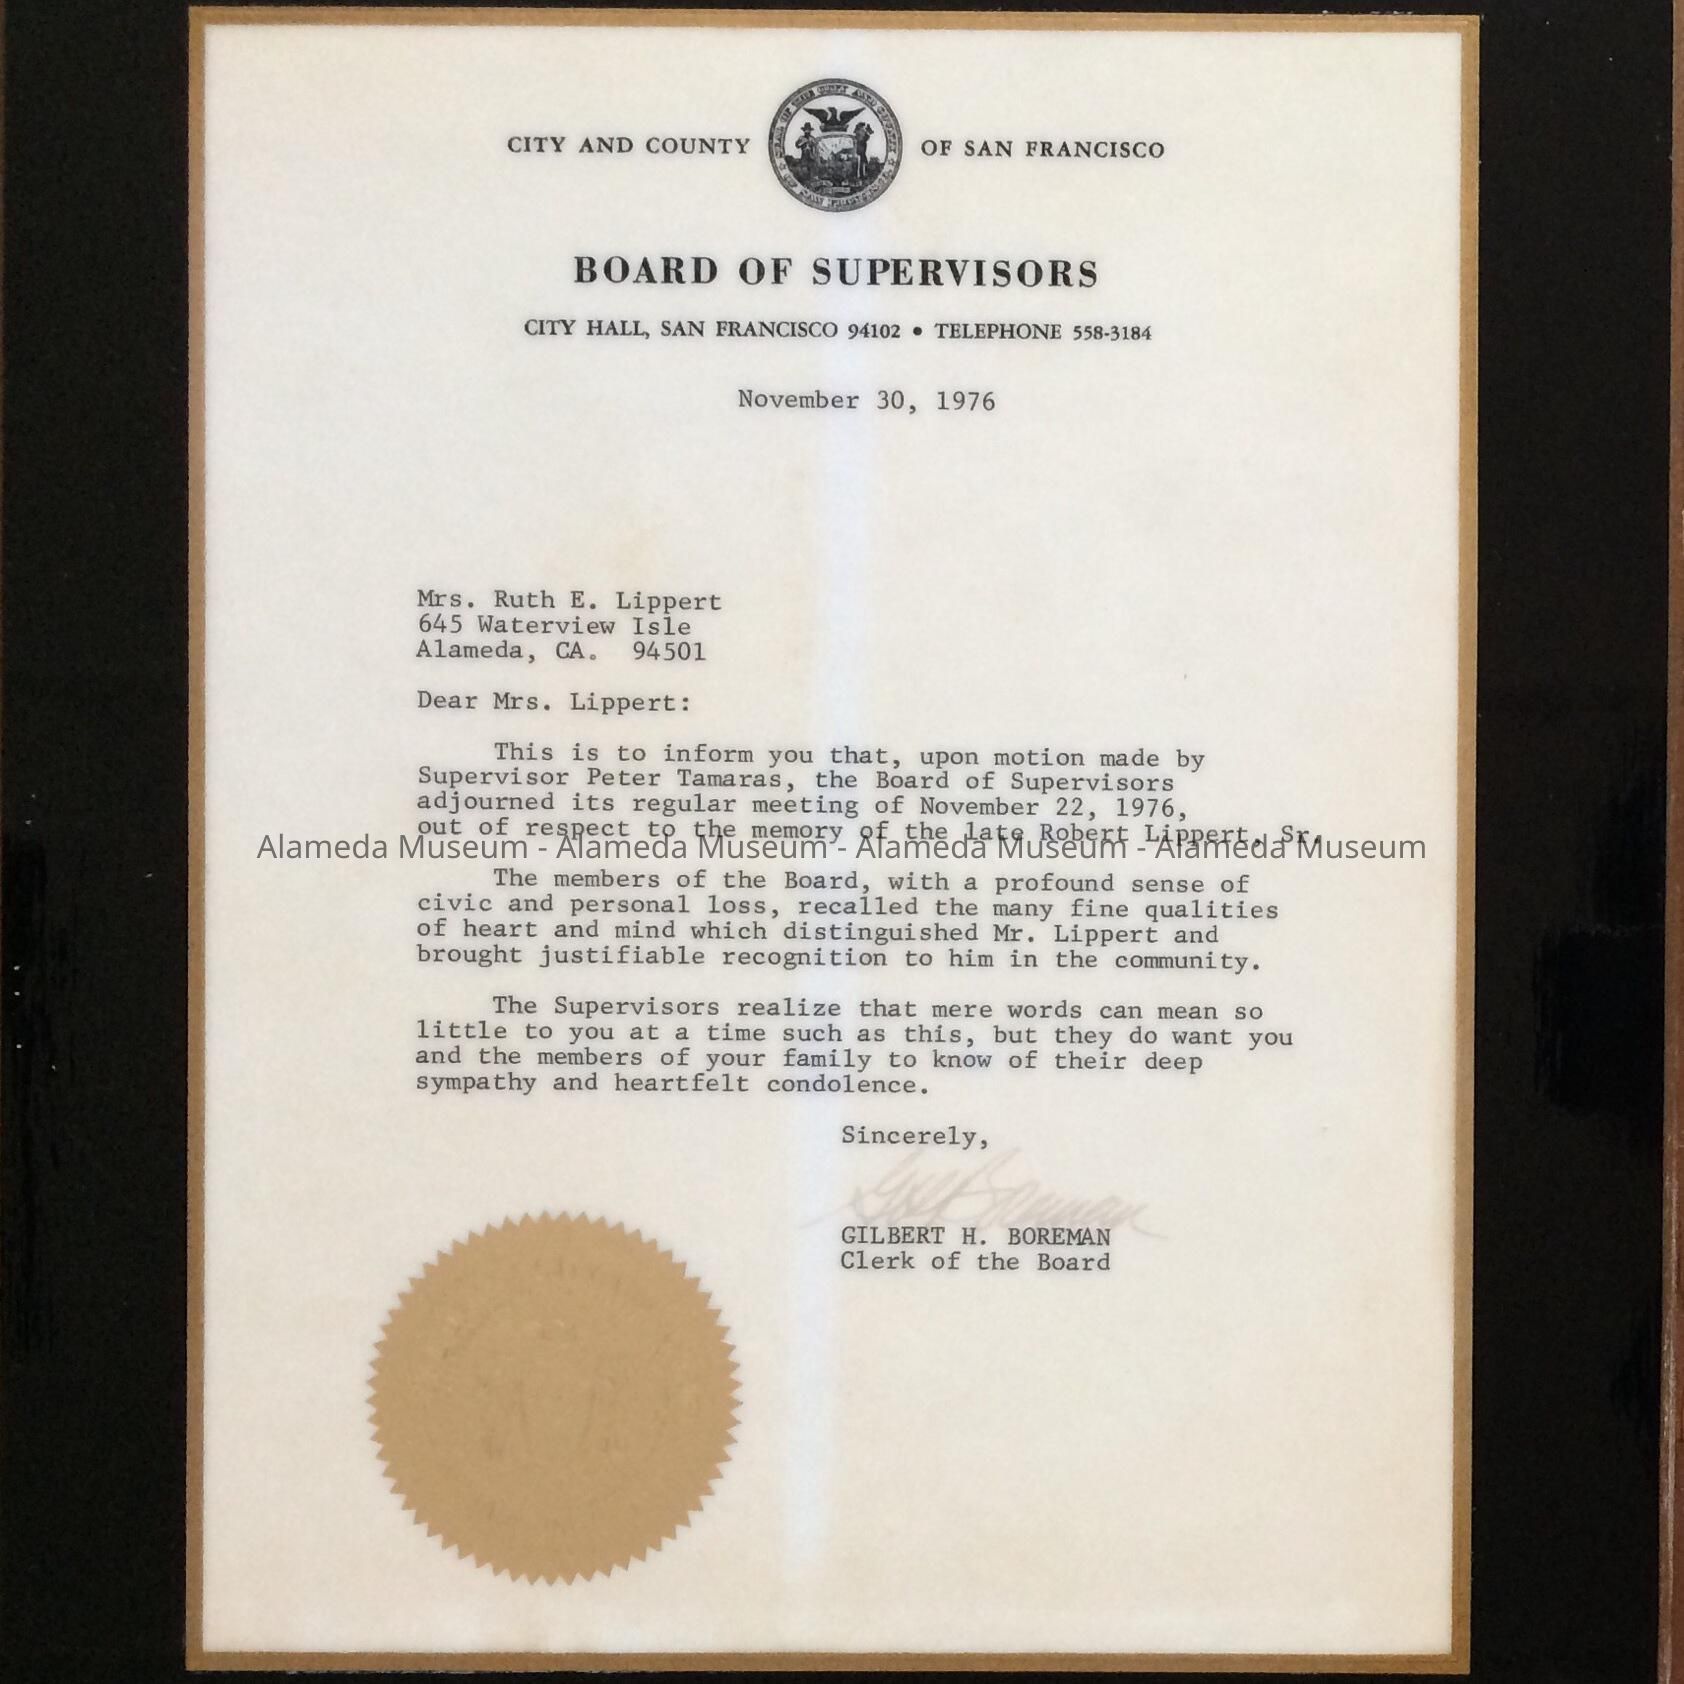 CITY AND COUNTY OF SAN FRANCISCO
BOARD OF SUPERVISORS
CITY HALL, SAN FRANCISCO 94102 • TELEPHONE 558-3184
November 30, 1976
Mrs. Ruth E. Lippert
645 Waterview Isle
Alameda, CA. 94501
Dear Mrs. Lippert:
This is to inform you that, upon motion made by
Supervisor Peter Tamaras, the Board of Supervisors
adjourned its regular meeting of November 22, 1976,
out of respect to the memory of the late Robert Lippert, Sr.
Alameda Museum - Alameda Museum - Alameda Museum - Alameda Museum
The members of the Board, with a profound sense of
civic and personal loss, recalled the many fine qualities
of heart and mind which distinguished Mr. Lippert and
brought justifiable recognition to him in the community.
The Supervisors realize that mere words can mean so
little to you at a time such as this, but they do want you
and the members of your family to know of their deep
sympathy and heartfelt condolence.
Sincerely,
GILBERT H. BOREMAN
Clerk of the Board